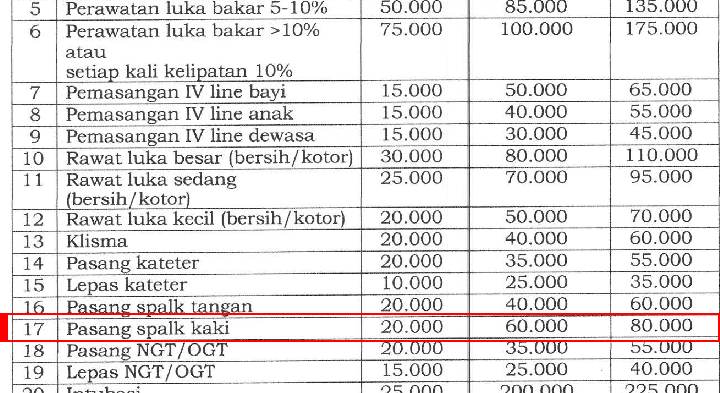 5 Perawatan luka bakar 5-10% 50.000 85.000 135.000
6 Perawatan luka bakar >10% 75.000 100.000 175.000
atau
setiap kali kelipatan 10%
7 Pemasangan IV line bayi 15.000 50.000 65.000
8 Pemasangan IV line anak 15.000 40.000 55.000
9 Pemasangan IV line dewasa 15.000 30.000 45.000
10 Rawat luka besar (bersih/kotor) 30.000 80.000 110.000
11 Rawat luka sedang 25.000 70.000 95.000
(bersih/kotor)
12 Rawat luka kecil (bersih/kotor) 20.000 50.000 70.000
13 Klisma 20.000 40.000 60.000
14 Pasang kateter 20.000 35.000 55.000
15 Lepas kateter 10.000 25.000 35.000
16 Pasang spalk tangan 20.000 40.000 60.000
17 Pasang spalk kaki 20.000 60.000 80.000
18 Pasang NGT/OGT 20.000 35.000 55.000
19 Lepas NGT/OGT 15.000 25.000 40.000
20 Intubasi 25.000 200.000 225.000